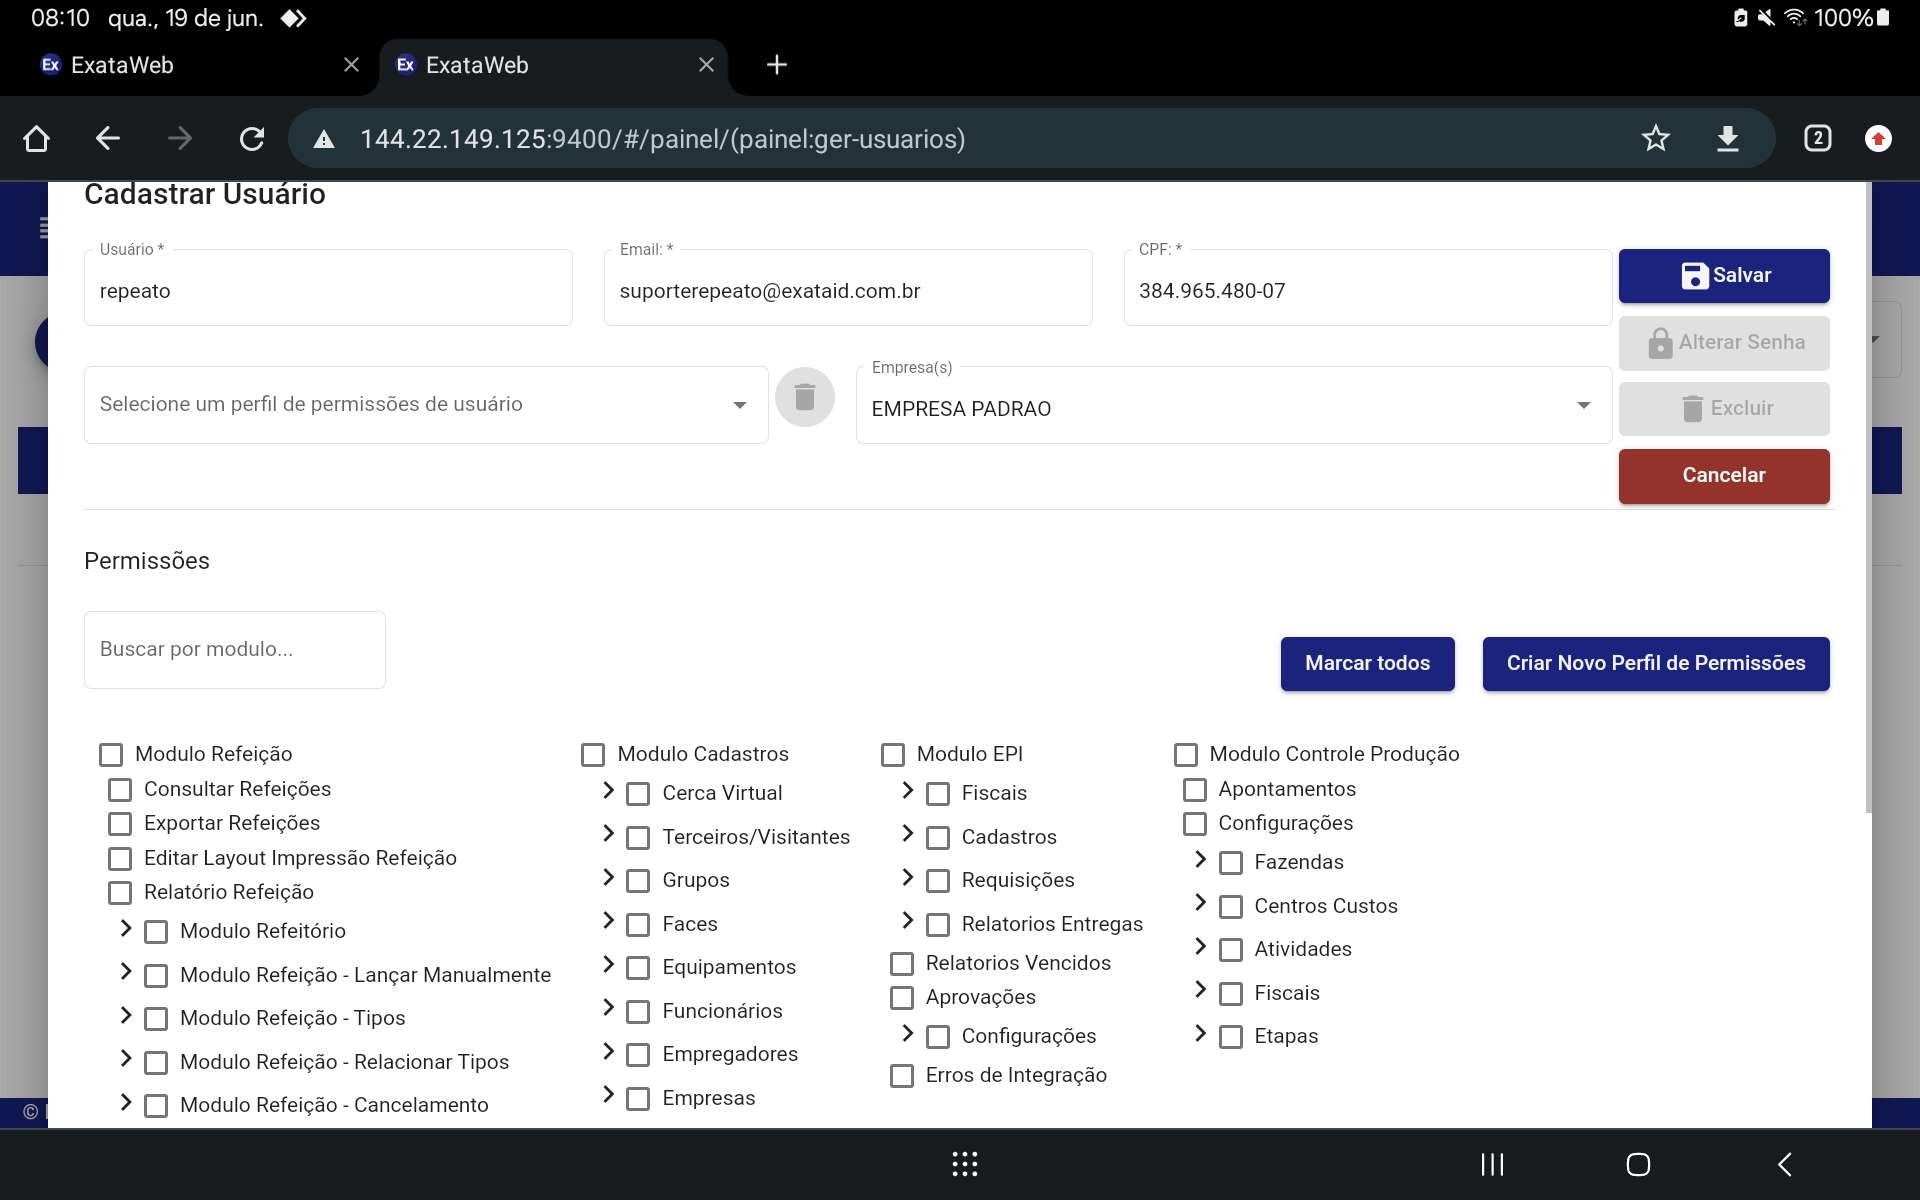 08:10 qua., 19 de jun.
100%
Ex ExataWeb
Ex ExataWeb
144.22.149.125:9400/#/painel/(painel:ger-usuarios)
2
Cadastrar Usuário
Usuário *
repeato
Email: *
suporterepeato@exataid.com.br
CPF: *
384.965.480-07
Salvar
Alterar Senha
Selecione um perfil de permissões de usuário
Empresa(s)
EMPRESA PADRAO
Excluir
Cancelar
Permissões
Buscar por modulo...
Marcar todos
Criar Novo Perfil de Permissões
Modulo Refeição
Consultar Refeições
Exportar Refeições
Editar Layout Impressão Refeição
Relatório Refeição
Modulo Refeitório
Modulo Refeição - Lançar Manualmente
Modulo Refeição - Tipos
Modulo Refeição - Relacionar Tipos
Modulo Refeição - Cancelamento
Modulo Cadastros
Cerca Virtual
Terceiros/Visitantes
Grupos
Faces
Equipamentos
Funcionários
Empregadores
Empresas
Modulo EPI
Fiscais
Cadastros
Requisições
Relatorios Entregas
Relatorios Vencidos
Aprovações
Configurações
Erros de Integração
Modulo Controle Produção
Apontamentos
Configurações
Fazendas
Centros Custos
Atividades
Fiscais
Etapas
©